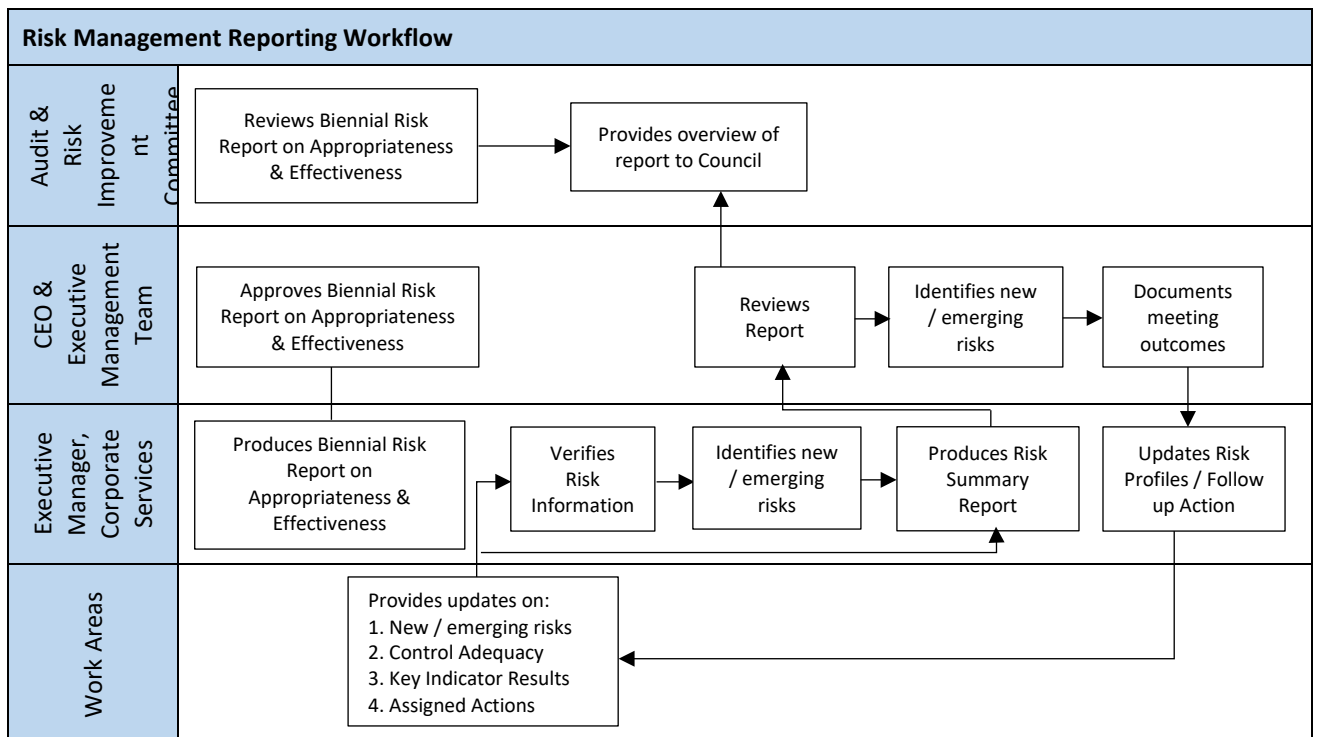 Risk Management Reporting Workflow
Audit &
Risk
Improveme
nt
Committee
Reviews Biennial Risk
Report on Appropriateness
& Effectiveness
Provides overview of
report to Council
CEO &
Executive
Management
Team
Approves Biennial Risk
Report on Appropriateness
& Effectiveness
Reviews
Report
Identifies new
/ emerging
risks
Documents
meeting
outcomes
Executive
Manager,
Corporate
Services
Produces Biennial Risk
Report on
Appropriateness &
Effectiveness
Verifies
Risk
Information
Identifies new
/ emerging
risks
Produces Risk
Summary
Report
Updates Risk
Profiles / Follow
up Action
Work Areas
Provides updates on:
1. New / emerging risks
2. Control Adequacy
3. Key Indicator Results
4. Assigned Actions